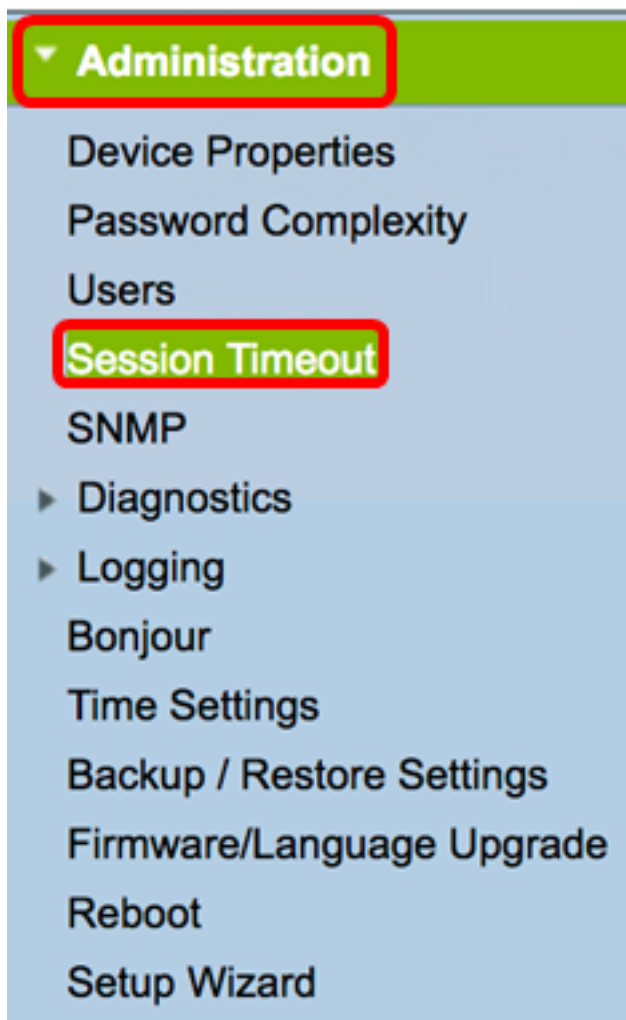 Administration
Device Properties
Password Complexity
Users
Session Timeout
SNMP
Diagnostics
Logging
Bonjour
Time Settings
Backup / Restore Settings
Firmware/Language Upgrade
Reboot
Setup Wizard